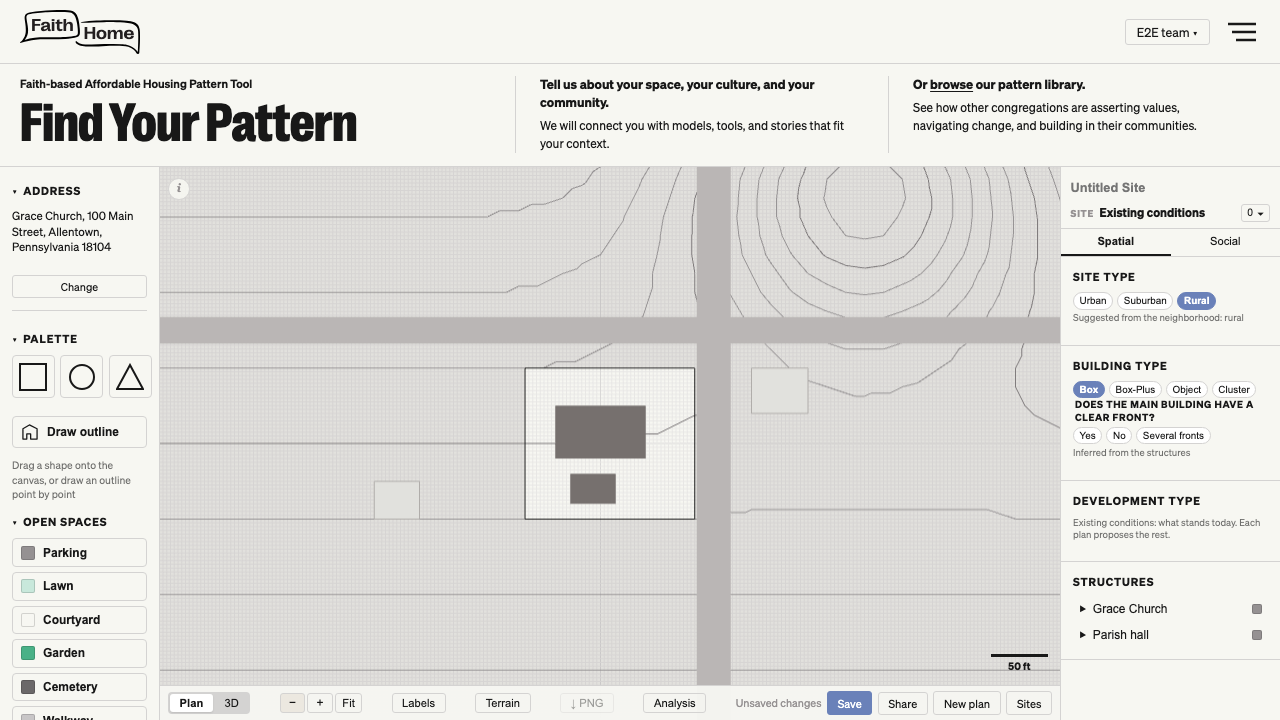 Faith
Home
E2E team ▾
Faith-based Affordable Housing Pattern Tool
Find Your Pattern
Tell us about your space, your culture, and your
community.
We will connect you with models, tools, and stories that fit
your context.
Or browse our pattern library.
See how other congregations are asserting values,
navigating change, and building in their communities.
▾ ADDRESS
Grace Church, 100 Main
Street, Allentown,
Pennsylvania 18104
Change
▾ PALETTE
Draw outline
Drag a shape onto the
canvas, or draw an outline
point by point
▾ OPEN SPACES
Parking
Lawn
Courtyard
Garden
Cemetery
Walkway
i
50 ft
Plan 3D
− + Fit
Labels
Terrain
↓ PNG
Analysis
Unsaved changes
Save
Share
New plan
Sites
Untitled Site
SITE Existing conditions
0
Spatial Social
SITE TYPE
Urban Suburban Rural
Suggested from the neighborhood: rural
BUILDING TYPE
Box Box-Plus Object Cluster
DOES THE MAIN BUILDING HAVE A
CLEAR FRONT?
Yes No Several fronts
Inferred from the structures
DEVELOPMENT TYPE
Existing conditions: what stands today. Each
plan proposes the rest.
STRUCTURES
▶ Grace Church
▶ Parish hall